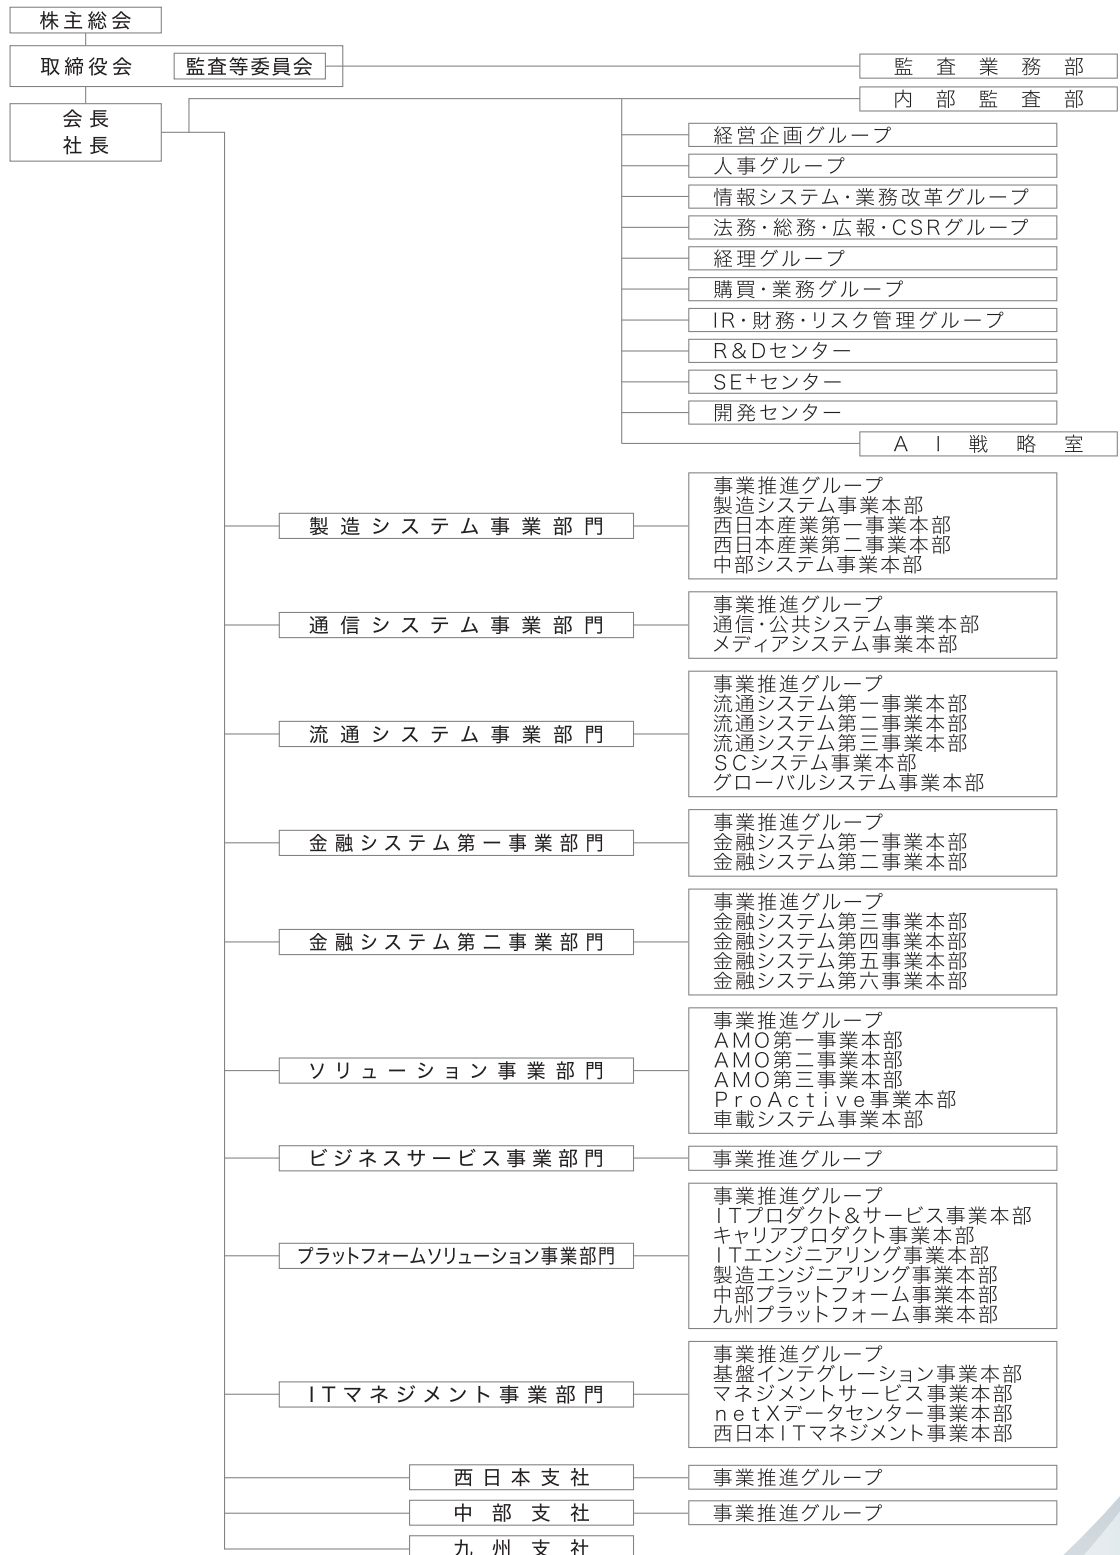 株主総会
取締役会
監査等委員会
監査業務部
会長
社長
内部監査部
経営企画グループ
人事グループ
情報システム・業務改革グループ
法務・総務・広報・CSRグループ
経理グループ
購買・業務グループ
IR・財務・リスク管理グループ
R&Dセンター
SE+センター
開発センター
AI戦略室
製造システム事業部門
事業推進グループ
製造システム事業本部
西日本産業第一事業本部
西日本産業第二事業本部
中部システム事業本部
通信システム事業部門
事業推進グループ
通信・公共システム事業本部
メディアシステム事業本部
流通システム事業部門
事業推進グループ
流通システム第一事業本部
流通システム第二事業本部
流通システム第三事業本部
SCシステム事業本部
グローバルシステム事業本部
金融システム第一事業部門
事業推進グループ
金融システム第一事業本部
金融システム第二事業本部
金融システム第二事業部門
事業推進グループ
金融システム第三事業本部
金融システム第四事業本部
金融システム第五事業本部
金融システム第六事業本部
ソリューション事業部門
事業推進グループ
AMO第一事業本部
AMO第二事業本部
AMO第三事業本部
ProActive事業本部
車載システム事業本部
ビジネスサービス事業部門
事業推進グループ
プラットフォームソリューション事業部門
事業推進グループ
ITプロダクト&サービス事業本部
キャリアプロダクト事業本部
ITエンジニアリング事業本部
製造エンジニアリング事業本部
中部プラットフォーム事業本部
九州プラットフォーム事業本部
ITマネジメント事業部門
事業推進グループ
基盤インテグレーション事業本部
マネジメントサービス事業本部
netXデータセンター事業本部
西日本ITマネジメント事業本部
西日本支社
事業推進グループ
中部支社
事業推進グループ
九州支社